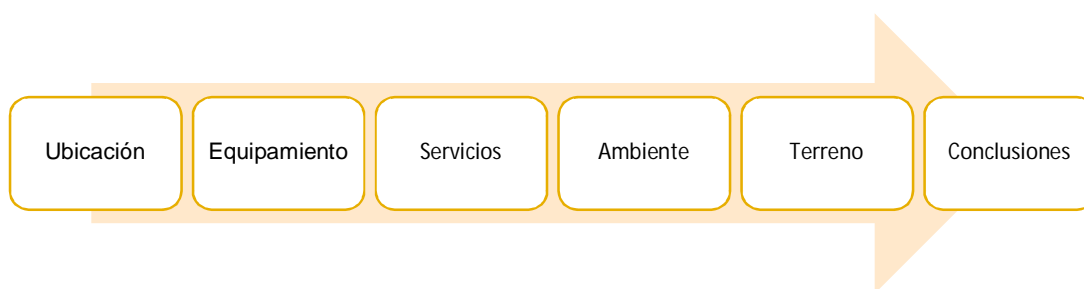 Ubicación
Equipamiento
Servicios
Ambiente
Terreno
Conclusiones